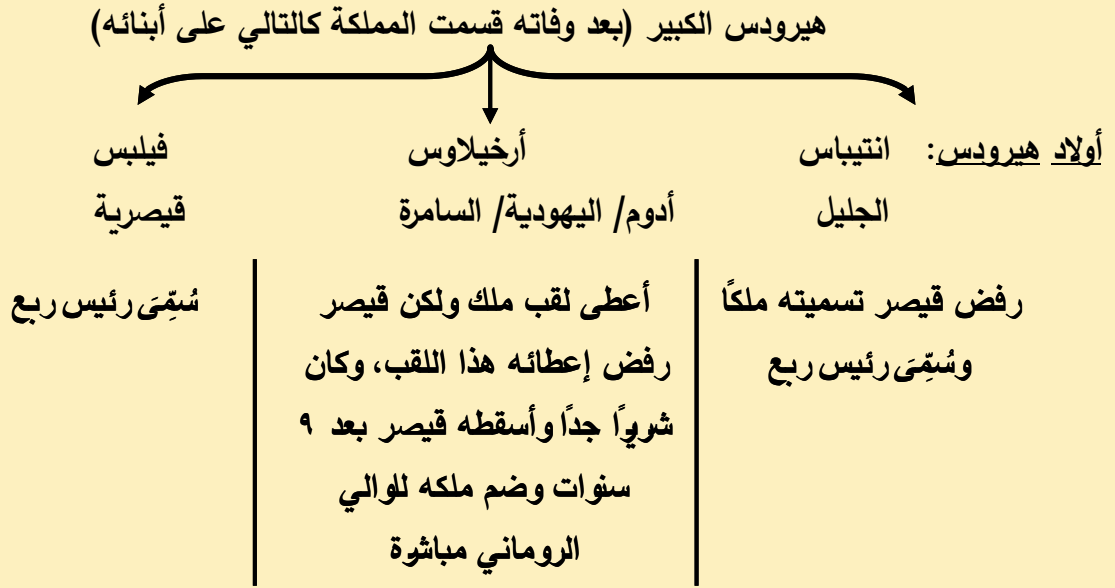 هيرودس الكبير (بعد وفاته قسمت المملكة كالتالي على أبنائه)
أولاد هيرودس: انتيباس أرخيلاوس فيلبس
الجليل أدوم/ اليهودية/ السامرة قيصرية
رفض قيصر تسميته ملكًا
وسُمِّىَ رئيس ربع
أعطى لقب ملك ولكن قيصر
رفض إعطائه هذا اللقب، وكان
شريرًا جدًا وأسقطه قيصر بعد ٩
سنوات وضم ملكه للوالي
الروماني مباشرة
سُمِّىَ رئيس ربع